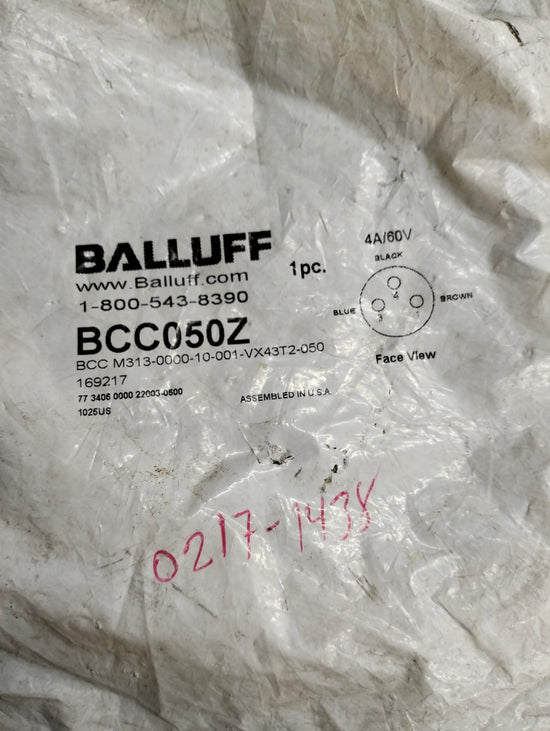 BALLUFF
www.Balluff.com
1-800-543-8390
1pc.
BCC050Z
BCC M313-0000-10-001-VX43T2-050
169217
77 3406 0000 22003-0500
1025US
ASSEMBLED IN U.S.A.
4A/60V
BLACK
4
BLUE
3
1
BROWN
Face View
0217-1438